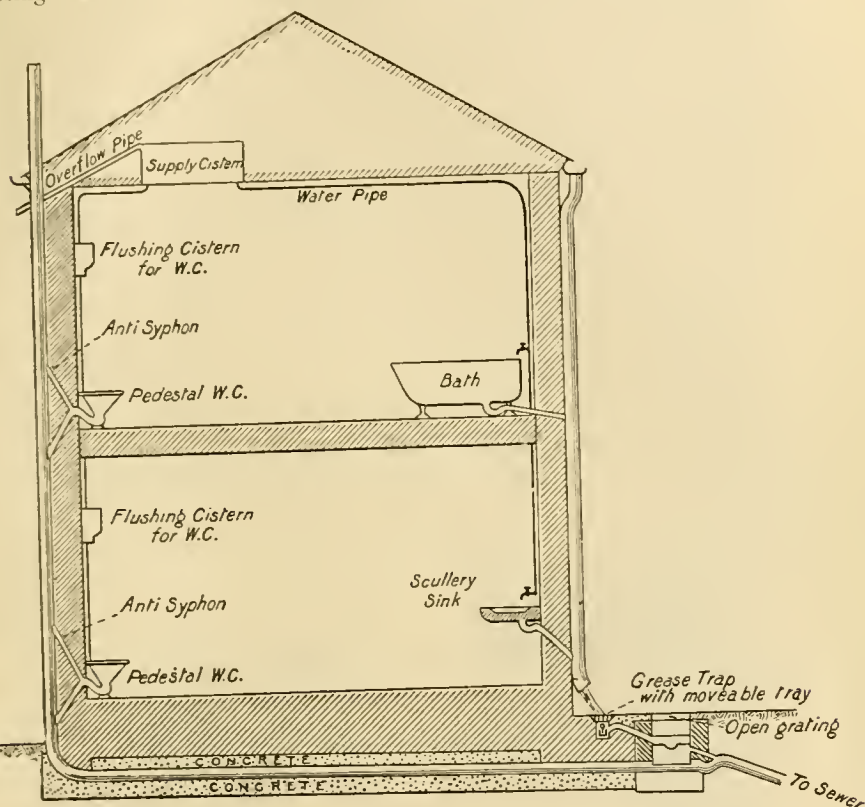 Overflow Pipe
Supply Cistern
Water Pipe
Flushing Cistern
for W.C.
Anti Syphon
Pedestal W.C.
Bath
Flushing Cistern
for W.C.
Scullery
Sink
Anti Syphon
Pedestal W.C.
Grease Trap
with moveable tray
Open grating
CONCRETE
CONCRETE
To Sewer